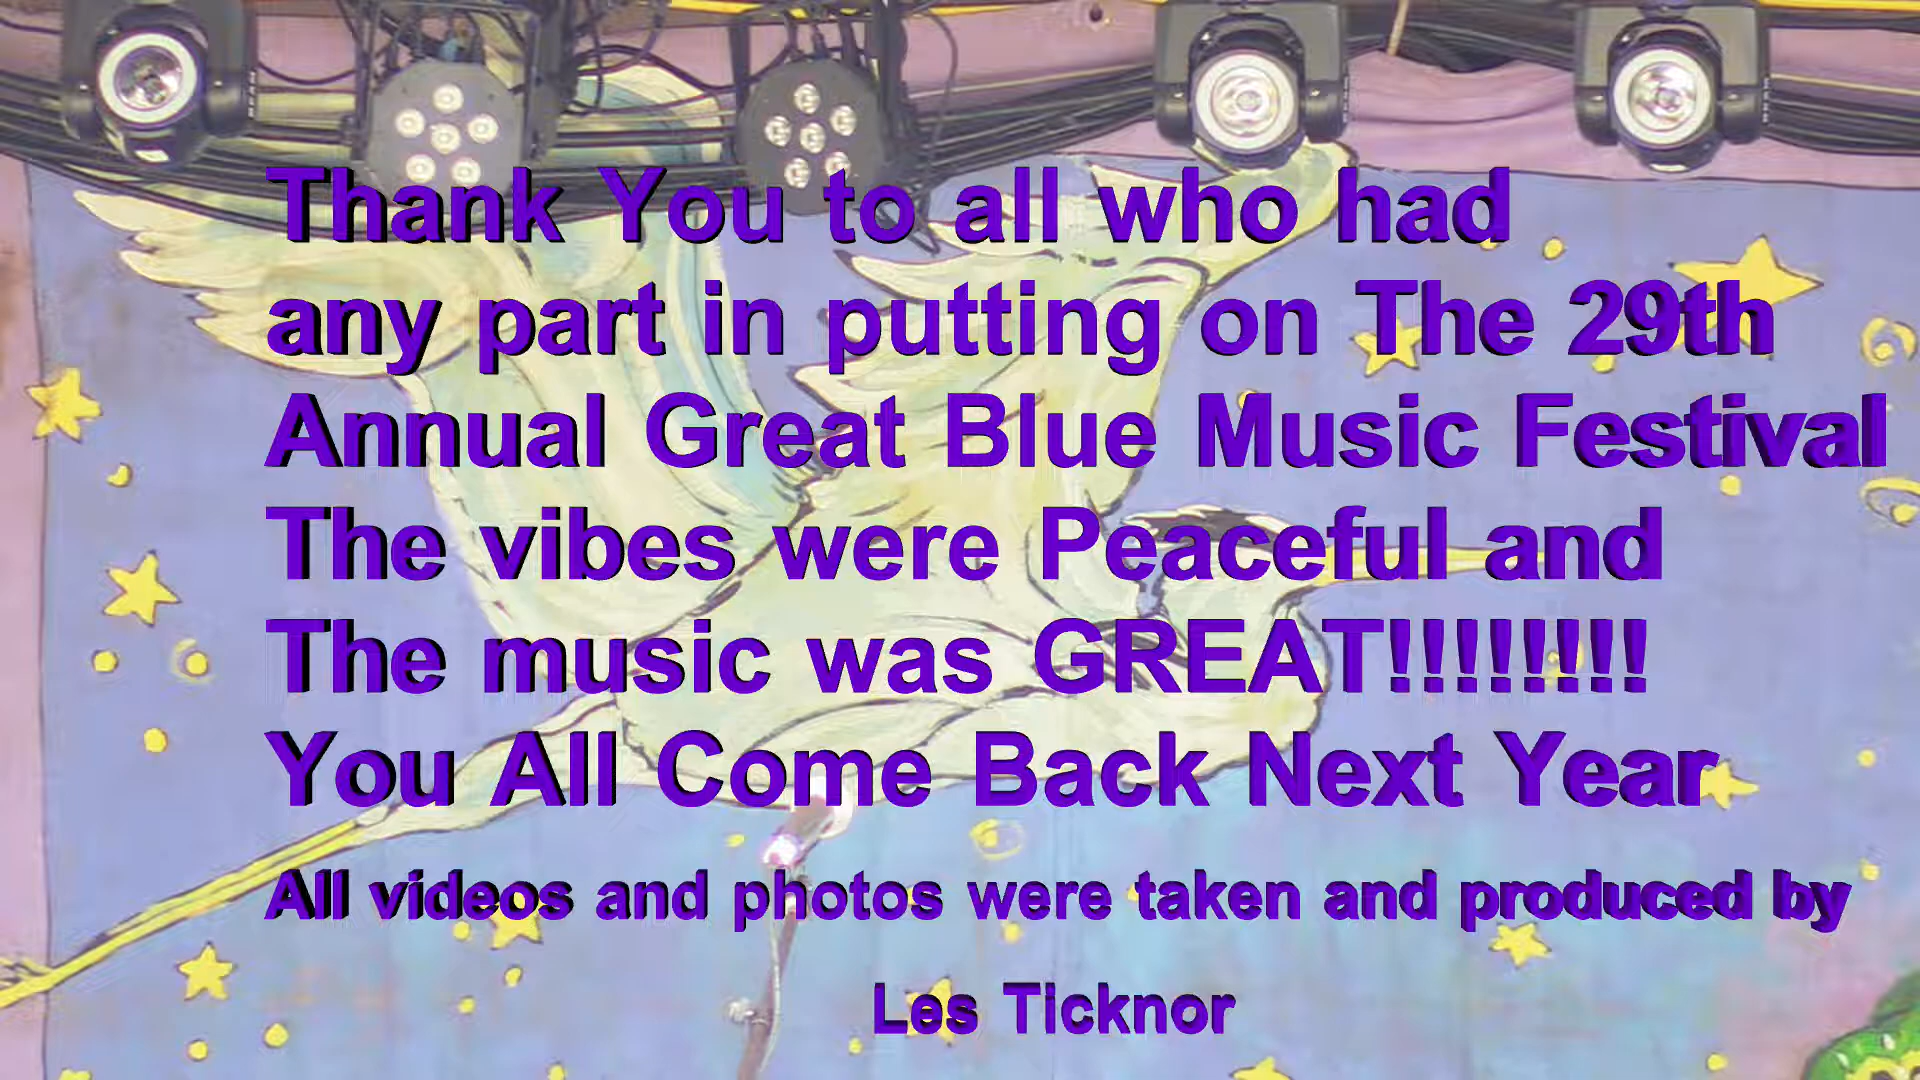 Thank You to all who had
any part in putting on The 29th
Annual Great Blue Music Festival
The vibes were Peaceful and
The music was GREAT!!!!!!!!
You All Come Back Next Year
All videos and photos were taken and produced by
Les Ticknor